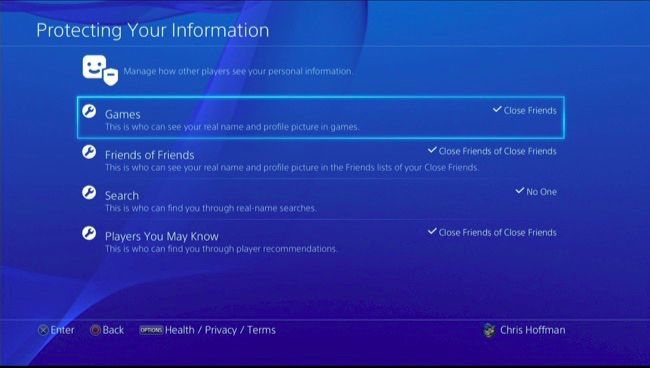 Protecting Your Information
Manage how other players see your personal information.
Games
Close Friends
This is who can see your real name and profile picture in games.
Friends of Friends
Close Friends of Close Friends
This is who can see your real name and profile picture in the Friends lists of your Close Friends.
Search
No One
This is who can find you through real-name searches.
Players You May Know
Close Friends of Close Friends
This is who can find you through player recommendations.
Enter Back OPTIONS Health / Privacy / Terms Chris Hoffman